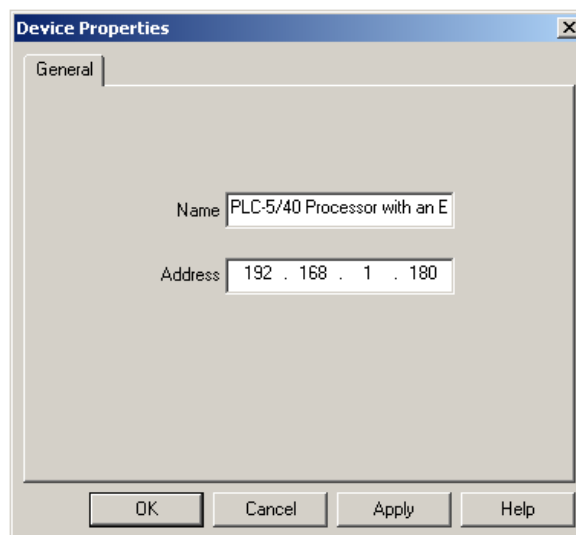 Device Properties
General
Name PLC-5/40 Processor with an E
Address 192 . 168 . 1 . 180
OK Cancel Apply Help